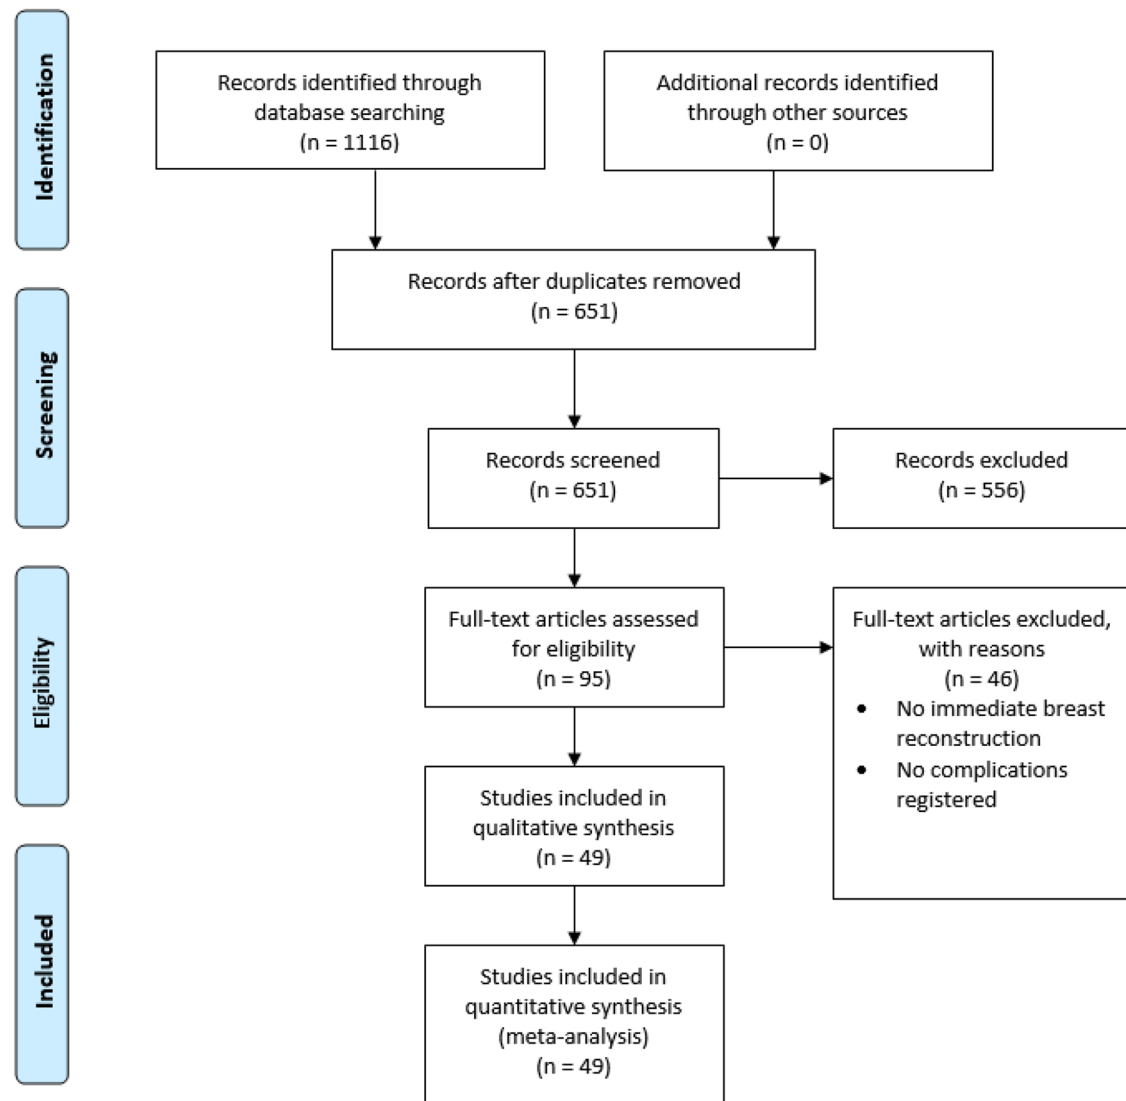 Identification
Records identified through
database searching
(n = 1116)
Additional records identified
through other sources
(n = 0)
Records after duplicates removed
(n = 651)
Screening
Records screened
(n = 651)
Records excluded
(n = 556)
Eligibility
Full-text articles assessed
for eligibility
(n = 95)
Full-text articles excluded,
with reasons
(n = 46)
• No immediate breast
reconstruction
• No complications
registered
Studies included in
qualitative synthesis
(n = 49)
Included
Studies included in
quantitative synthesis
(meta-analysis)
(n = 49)